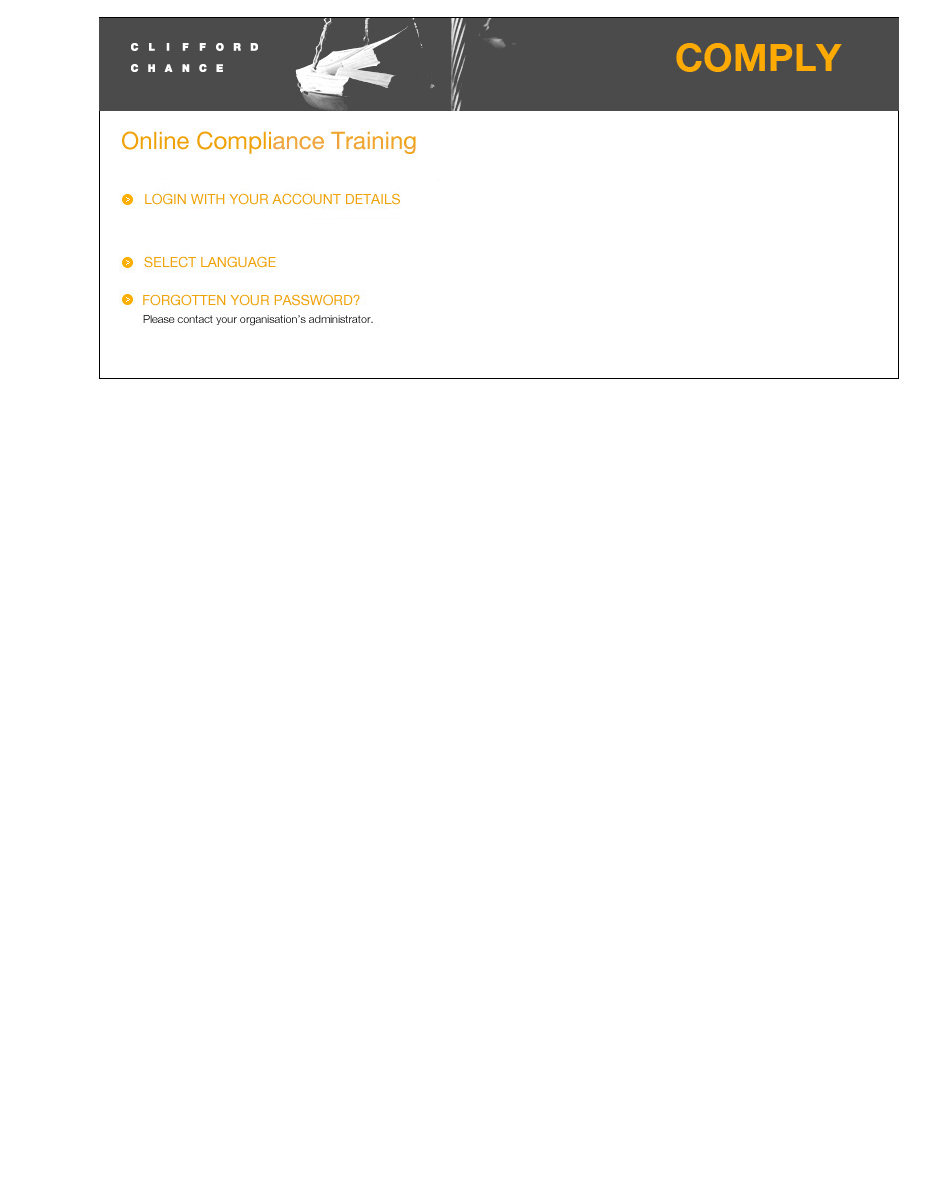 CLIFFORD
CHANCE
COMPLY
Online Compliance Training
LOGIN WITH YOUR ACCOUNT DETAILS
SELECT LANGUAGE
FORGOTTEN YOUR PASSWORD?
Please contact your organisation's administrator.